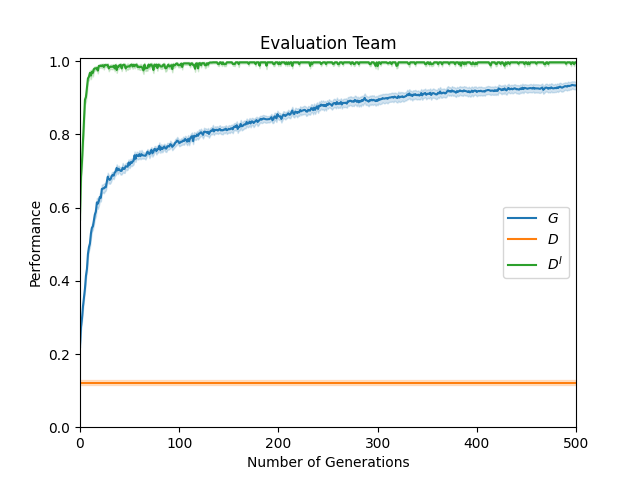 Evaluation Team
Performance
1.0
0.8
0.6
0.4
0.2
0.0
G
D
D^I
0 100 200 300 400 500
Number of Generations